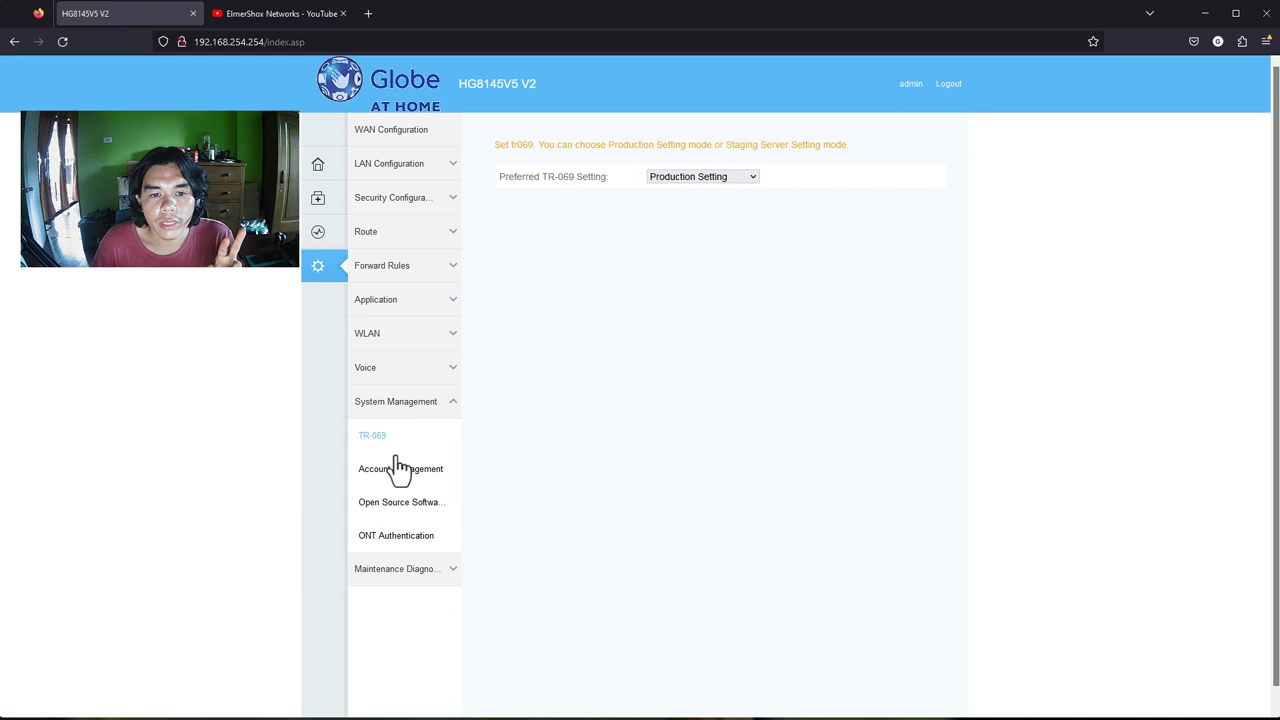 HG8145V5 V2
ElmerShox Networks - YouTube
192.168.254.254/index.asp
G
Globe
AT HOME
HG8145V5 V2
admin
Logout
WAN Configuration
LAN Configuration
Security Configura...
Route
Forward Rules
Application
WLAN
Voice
System Management
TR-069
Account Management
Open Source Softwa...
ONT Authentication
Maintenance Diagno...
Set tr069. You can choose Production Setting mode or Staging Server Setting mode.
Preferred TR-069 Setting:
Production Setting